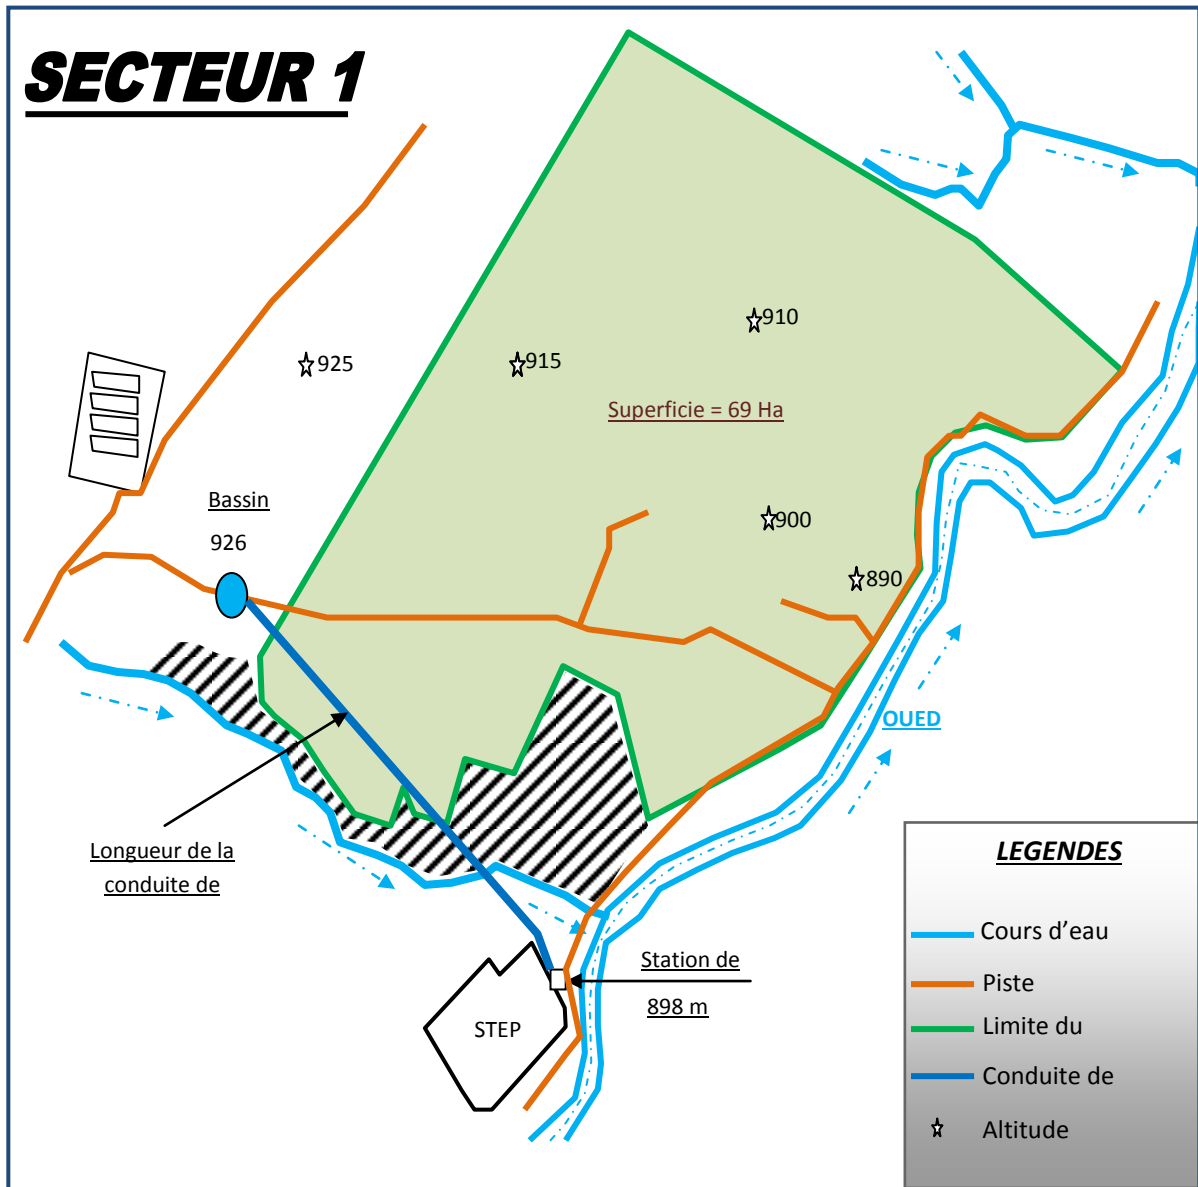 SECTEUR 1
910
925
915
Superficie = 69 Ha
Bassin
926
900
890
OUED
Longueur de la
conduite de
Station de
898 m
STEP
LEGENDES
Cours d'eau
Piste
Limite du
Conduite de
Altitude